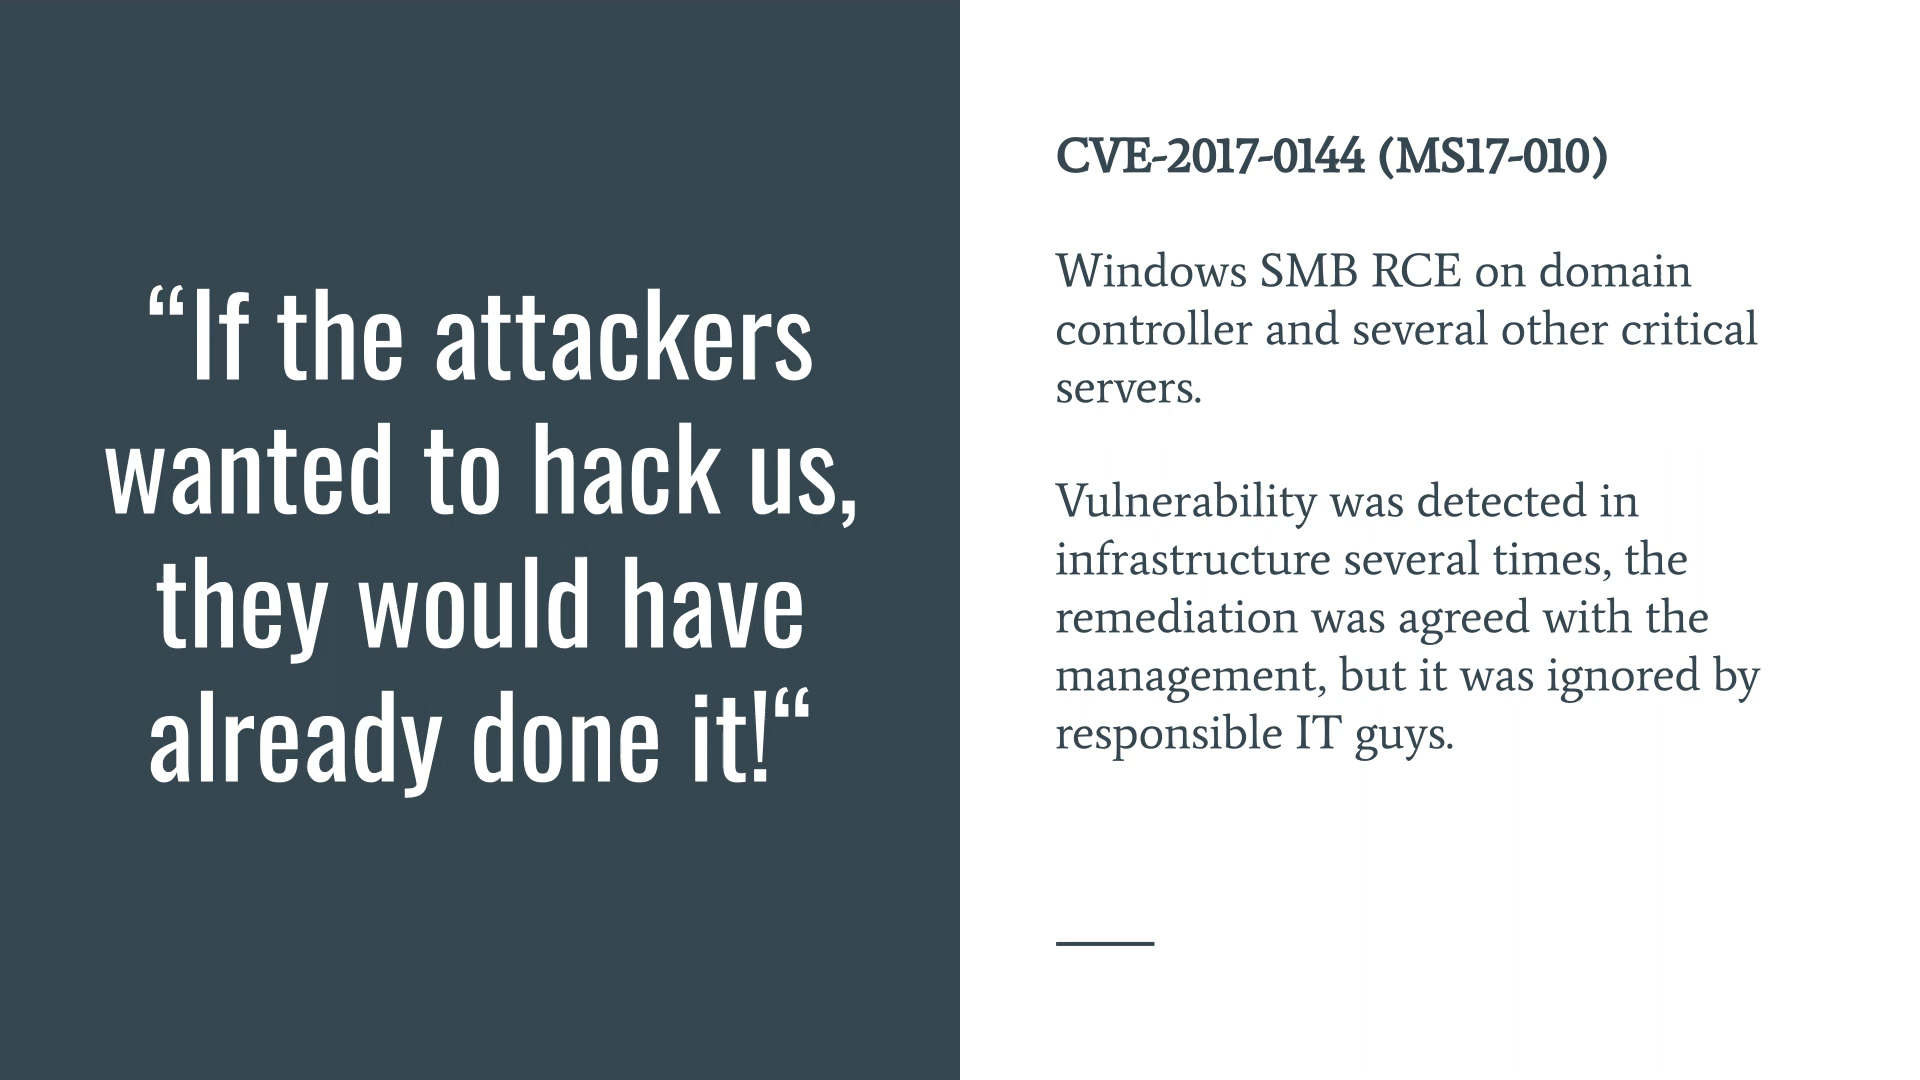 “If the attackers
wanted to hack us,
they would have
already done it!“
CVE-2017-0144 (MS17-010)
Windows SMB RCE on domain
controller and several other critical
servers.
Vulnerability was detected in
infrastructure several times, the
remediation was agreed with the
management, but it was ignored by
responsible IT guys.